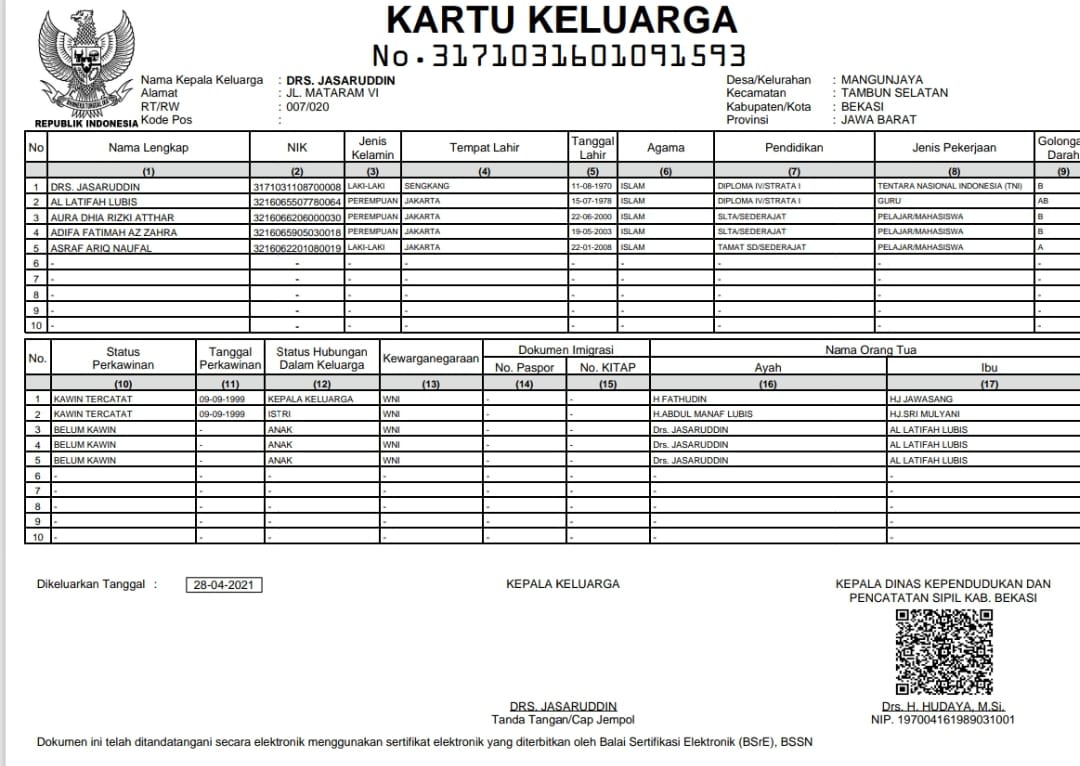 KARTU KELUARGA
No. 3171031601091593
REPUBLIK INDONESIA
Nama Kepala Keluarga : DRS. JASARUDDIN
Alamat : JL. MATARAM VI
RT/RW : 007/020
Kode Pos :
Desa/Kelurahan : MANGUNJAYA
Kecamatan : TAMBUN SELATAN
Kabupaten/Kota : BEKASI
Provinsi : JAWA BARAT
No Nama Lengkap NIK Jenis Kelamin Tempat Lahir Tanggal Lahir Agama Pendidikan Jenis Pekerjaan Golonga Darah
(1) (2) (3) (4) (5) (6) (7) (8) (9)
1 DRS. JASARUDDIN 3171031108700008 LAKI-LAKI SENGKANG 11-08-1970 ISLAM DIPLOMA IV/STRATA I TENTARA NASIONAL INDONESIA (TNI) B
2 AL LATIFAH LUBIS 3216065507780064 PEREMPUAN JAKARTA 15-07-1978 ISLAM DIPLOMA IV/STRATA I GURU AB
3 AURA DHIA RIZKI ATTHAR 3216066206000030 PEREMPUAN JAKARTA 22-06-2000 ISLAM SLTA/SEDERAJAT PELAJAR/MAHASISWA B
4 ADIFA FATIMAH AZ ZAHRA 3216065905030018 PEREMPUAN JAKARTA 19-05-2003 ISLAM SLTA/SEDERAJAT PELAJAR/MAHASISWA B
5 ASRAF ARIQ NAUFAL 3216062201080019 LAKI-LAKI JAKARTA 22-01-2008 ISLAM TAMAT SD/SEDERAJAT PELAJAR/MAHASISWA A
6 - - - - - - - - -
7 - - - - - - - - -
8 - - - - - - - - -
9 - - - - - - - - -
10 - - - - - - - - -
No. Status Perkawinan Tanggal Perkawinan Status Hubungan Dalam Keluarga Kewarganegaraan Dokumen Imigrasi Nama Orang Tua
No. Paspor No. KITAP Ayah Ibu
(10) (11) (12) (13) (14) (15) (16) (17)
1 KAWIN TERCATAT 09-09-1999 KEPALA KELUARGA WNI - - H FATHUDIN HJ JAWASANG
2 KAWIN TERCATAT 09-09-1999 ISTRI WNI - - H.ABDUL MANAF LUBIS HJ.SRI MULYANI
3 BELUM KAWIN - ANAK WNI - - Drs. JASARUDDIN AL LATIFAH LUBIS
4 BELUM KAWIN - ANAK WNI - - Drs. JASARUDDIN AL LATIFAH LUBIS
5 BELUM KAWIN - ANAK WNI - - Drs. JASARUDDIN AL LATIFAH LUBIS
6 - - - - - - - -
7 - - - - - - - -
8 - - - - - - - -
9 - - - - - - - -
10 - - - - - - - -
Dikeluarkan Tanggal : 28-04-2021
KEPALA KELUARGA
DRS. JASARUDDIN
Tanda Tangan/Cap Jempol
KEPALA DINAS KEPENDUDUKAN DAN
PENCATATAN SIPIL KAB. BEKASI
Drs. H. HUDAYA, M.Si.
NIP. 197004161989031001
Dokumen ini telah ditandatangani secara elektronik menggunakan sertifikat elektronik yang diterbitkan oleh Balai Sertifikasi Elektronik (BSrE), BSSN